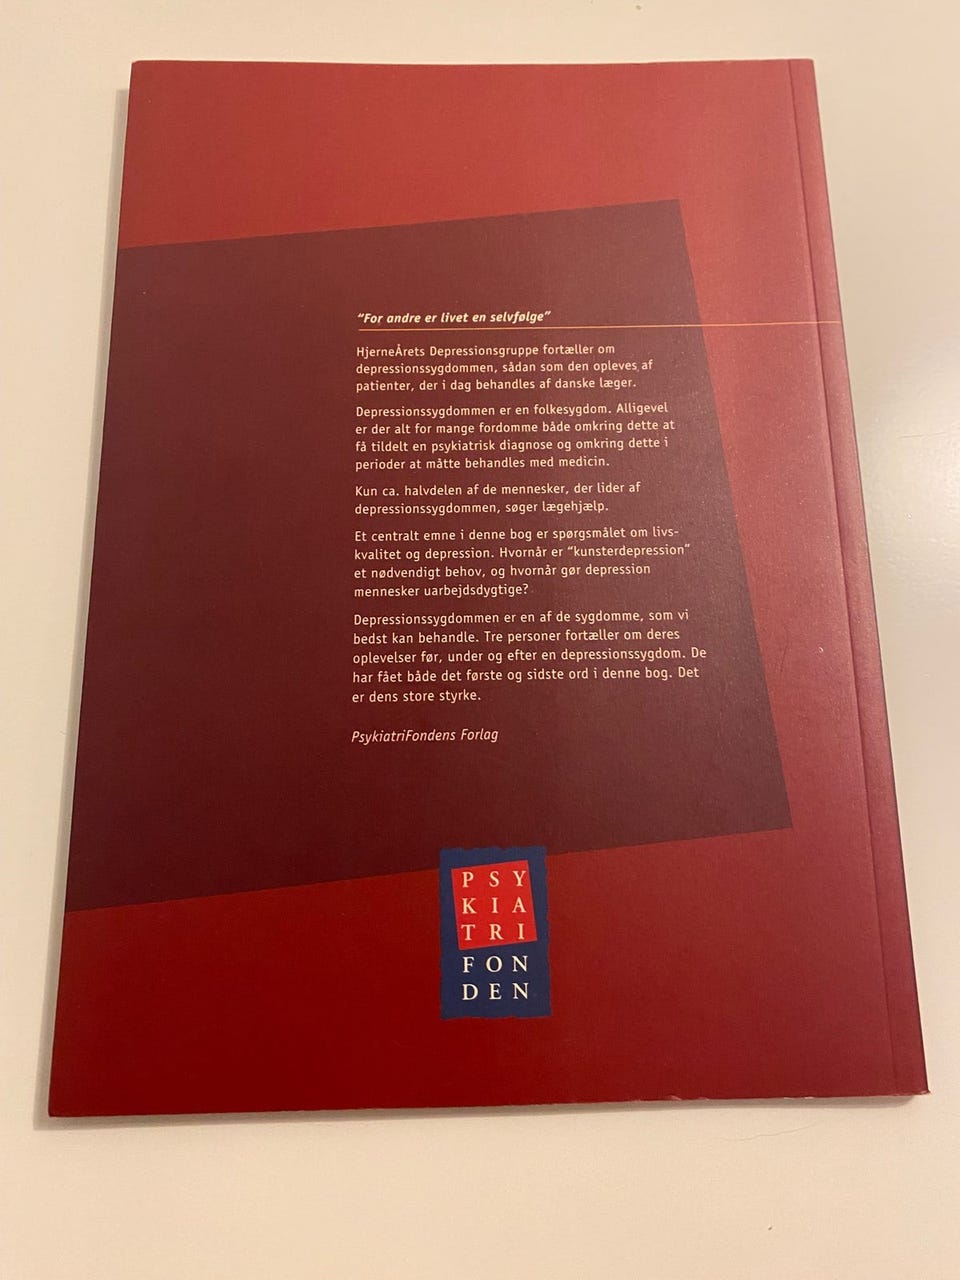 “For andre er livet en selvfølge”
HjerneÅrets Depressionsgruppe fortæller om
depressionssygdommen, sådan som den opleves af
patienter, der i dag behandles af danske læger.
Depressionssygdommen er en folkesygdom. Alligevel
er der alt for mange fordomme både omkring dette at
få tildelt en psykiatrisk diagnose og omkring dette i
perioder at måtte behandles med medicin.
Kun ca. halvdelen af de mennesker, der lider af
depressionssygdommen, søger lægehjælp.
Et centralt emne i denne bog er spørgsmålet om livs-
kvalitet og depression. Hvornår er “kunsterdepression”
et nødvendigt behov, og hvornår gør depression
mennesker uarbejdsdygtige?
Depressionssygdommen er en af de sygdomme, som vi
bedst kan behandle. Tre personer fortæller om deres
oplevelser før, under og efter en depressionssygdom. De
har fået både det første og sidste ord i denne bog. Det
er dens store styrke.
PsykiatriFondens Forlag
PSY
KIA
TRI
FON
DEN